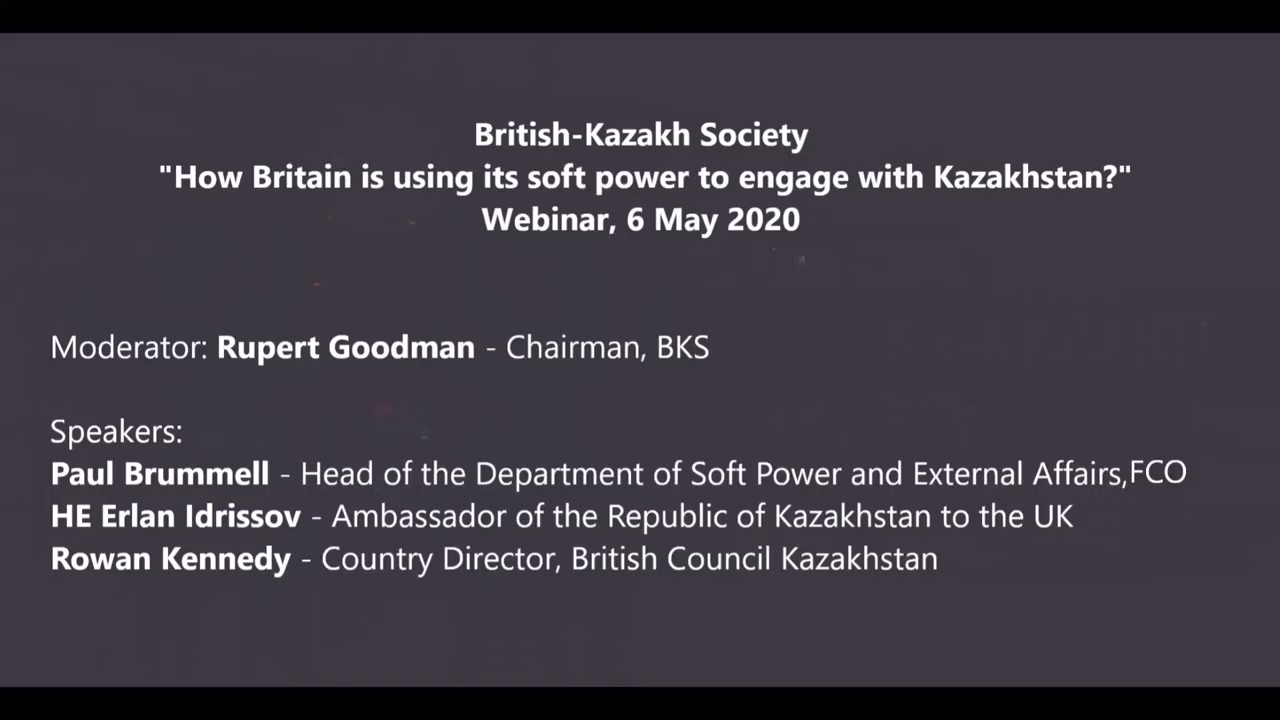 British-Kazakh Society
"How Britain is using its soft power to engage with Kazakhstan?"
Webinar, 6 May 2020
Moderator: Rupert Goodman - Chairman, BKS
Speakers:
Paul Brummell - Head of the Department of Soft Power and External Affairs,FCO
HE Erlan Idrissov - Ambassador of the Republic of Kazakhstan to the UK
Rowan Kennedy - Country Director, British Council Kazakhstan